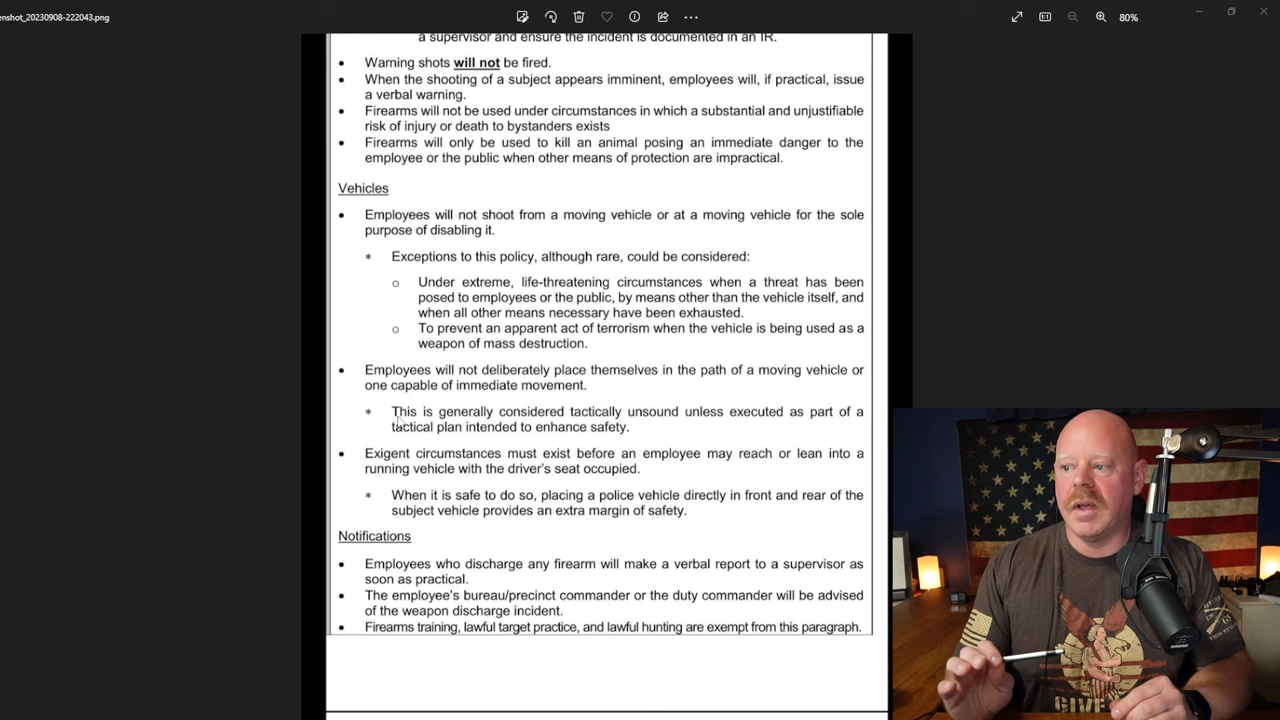 enshot_20230908-222043.png
80%
a supervisor and ensure the incident is documented in an IR.
• Warning shots will not be fired.
• When the shooting of a subject appears imminent, employees will, if practical, issue
a verbal warning.
• Firearms will not be used under circumstances in which a substantial and unjustifiable
risk of injury or death to bystanders exists
• Firearms will only be used to kill an animal posing an immediate danger to the
employee or the public when other means of protection are impractical.
Vehicles
• Employees will not shoot from a moving vehicle or at a moving vehicle for the sole
purpose of disabling it.
* Exceptions to this policy, although rare, could be considered:
o Under extreme, life-threatening circumstances when a threat has been
posed to employees or the public, by means other than the vehicle itself, and
when all other means necessary have been exhausted.
o To prevent an apparent act of terrorism when the vehicle is being used as a
weapon of mass destruction.
• Employees will not deliberately place themselves in the path of a moving vehicle or
one capable of immediate movement.
* This is generally considered tactically unsound unless executed as part of a
tactical plan intended to enhance safety.
• Exigent circumstances must exist before an employee may reach or lean into a
running vehicle with the driver's seat occupied.
* When it is safe to do so, placing a police vehicle directly in front and rear of the
subject vehicle provides an extra margin of safety.
Notifications
• Employees who discharge any firearm will make a verbal report to a supervisor as
soon as practical.
• The employee's bureau/precinct commander or the duty commander will be advised
of the weapon discharge incident.
• Firearms training, lawful target practice, and lawful hunting are exempt from this paragraph.
GIVE